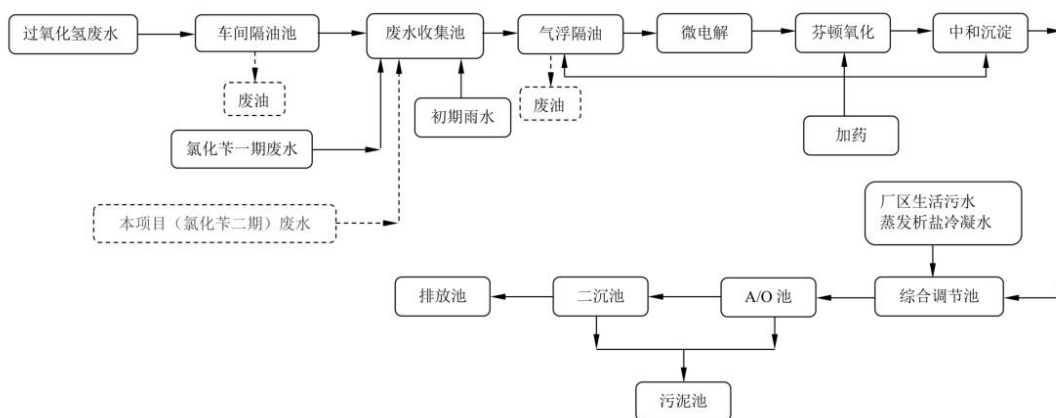 过氧化氢废水
车间隔油池
废水收集池
气浮隔油
微电解
芬顿氧化
中和沉淀
废油
废油
初期雨水
加药
氯化苄一期废水
本项目（氯化苄二期）废水
厂区生活污水
蒸发析盐冷凝水
排放池
二沉池
A/O 池
综合调节池
污泥池